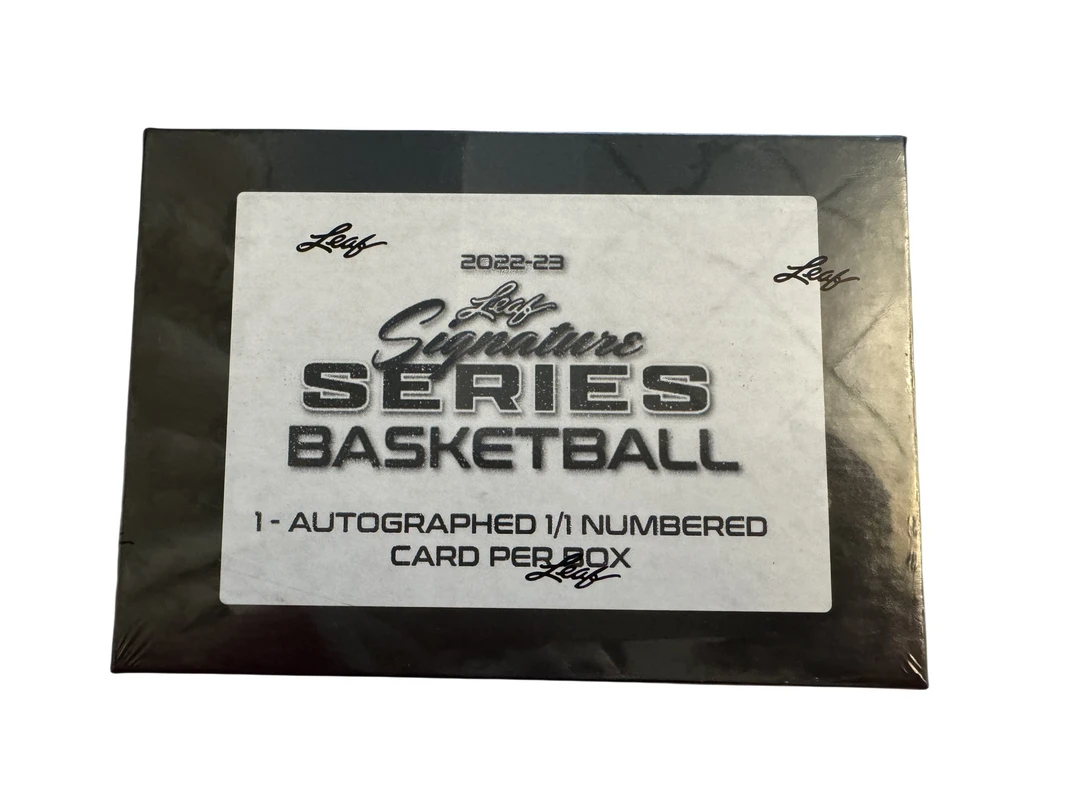 Leaf
2022-23
Leaf
Leaf
Signature
SERIES
BASKETBALL
1 - AUTOGRAPHED 1/1 NUMBERED
CARD PER BOX
Leaf